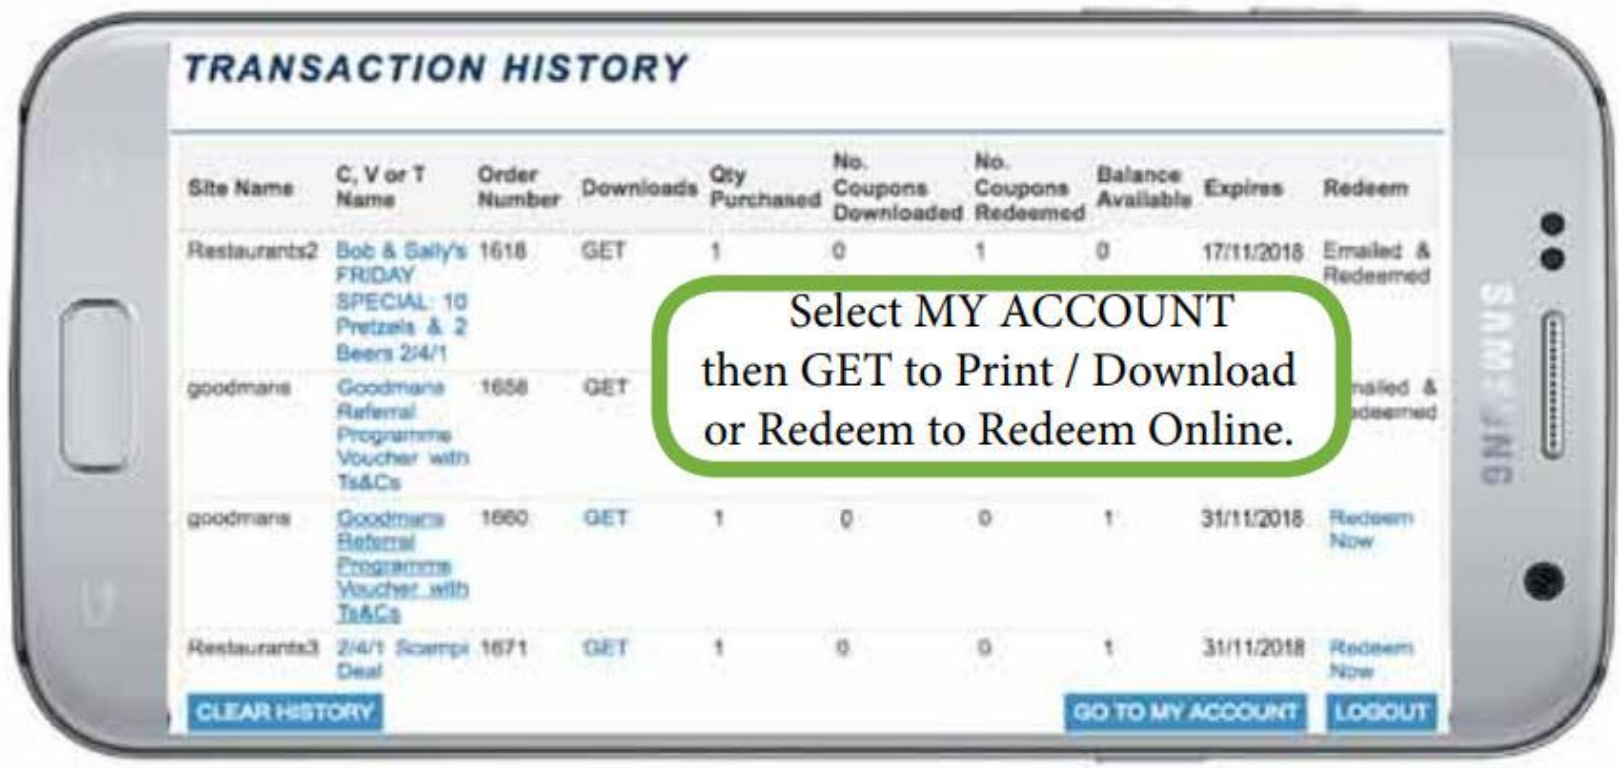 TRANSACTION HISTORY
Site Name
C, V or T
Name
Order
Number
Downloads
Qty
Purchased
No.
Coupons
Downloaded
No.
Coupons
Redeemed
Balance
Available
Expires
Redeem
Restaurants2
Bob & Sally's
FRIDAY
SPECIAL 10
Pretzels & 2
Beers 2/4/1
1618
GET
1
0
1
0
17/11/2018
Emailed &
Redeemed
Select MY ACCOUNT
then GET to Print / Download
or Redeem to Redeem Online.
goodmans
Goodmans
Referral
Programme
Voucher with
Ts&Cs
1658
GET
mailed &
edeemed
goodmans
Goodmans
Referral
Programme
Voucher with
Ts&Cs
1660
GET
1
0
0
1
31/11/2018
Redeem
Now
Restaurants3
2/4/1 Scampi
Deal
1671
GET
1
0
0
1
31/11/2018
Redeem
Now
CLEAR HISTORY
GO TO MY ACCOUNT
LOGOUT
SAMSUNG